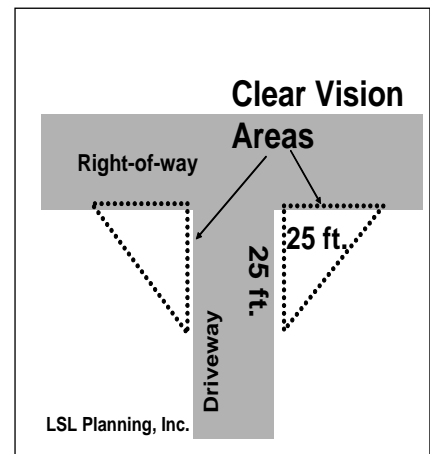 Clear Vision
Areas
Right-of-way
25 ft.
25 ft.
Driveway
LSL Planning, Inc.